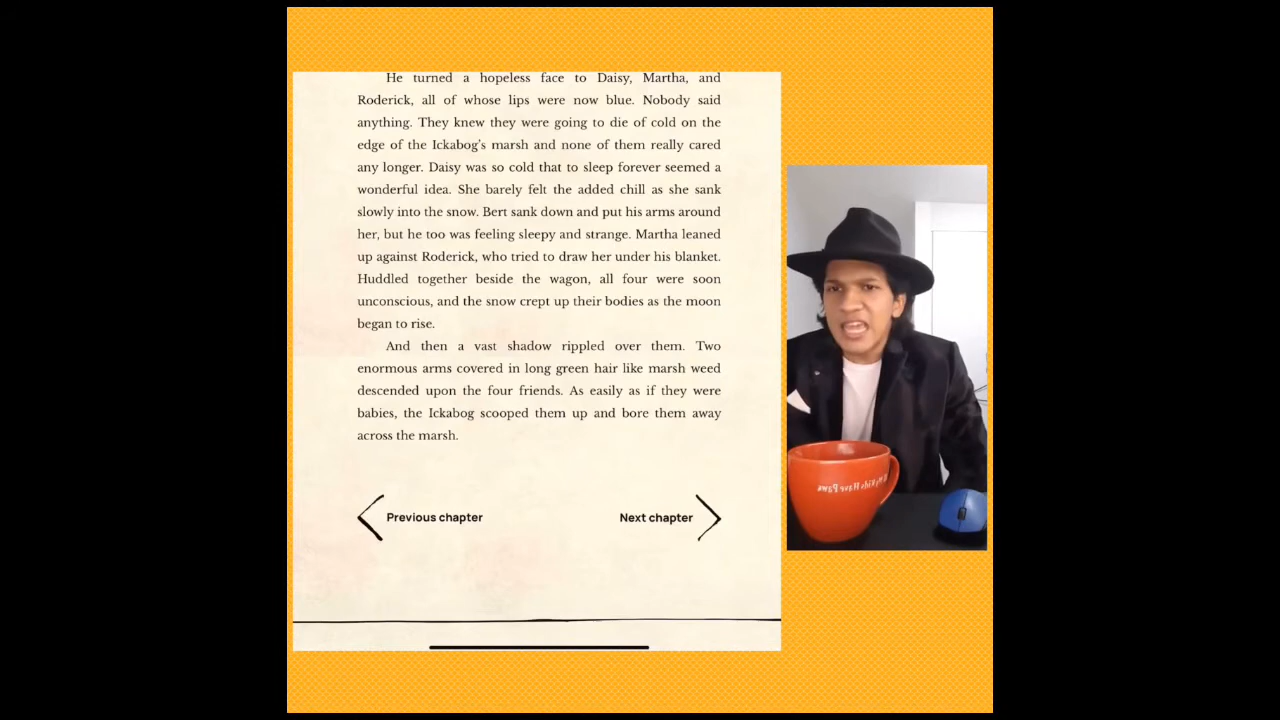 He turned a hopeless face to Daisy, Martha, and
Roderick, all of whose lips were now blue. Nobody said
anything. They knew they were going to die of cold on the
edge of the Ickabog's marsh and none of them really cared
any longer. Daisy was so cold that to sleep forever seemed a
wonderful idea. She barely felt the added chill as she sank
slowly into the snow. Bert sank down and put his arms around
her, but he too was feeling sleepy and strange. Martha leaned
up against Roderick, who tried to draw her under his blanket.
Huddled together beside the wagon, all four were soon
unconscious, and the snow crept up their bodies as the moon
began to rise.
And then a vast shadow rippled over them. Two
enormous arms covered in long green hair like marsh weed
descended upon the four friends. As easily as if they were
babies, the Ickabog scooped them up and bore them away
across the marsh.
Previous chapter
Next chapter
My Kids Have Paws